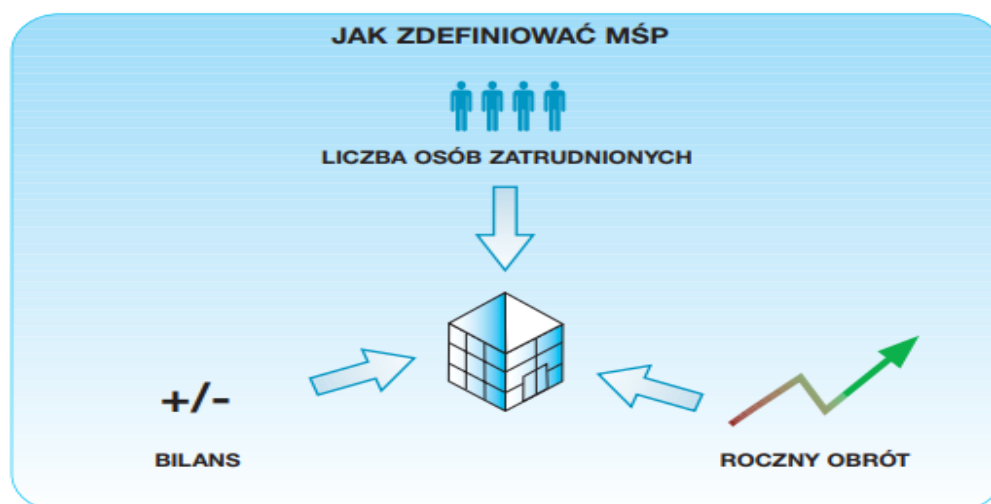 JAK ZDEFINIOWAĆ MŚP
LICZBA OSÓB ZATRUDNIONYCH
+/-
BILANS
ROCZNY OBRÓT